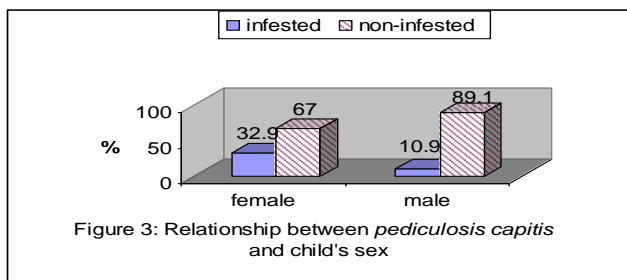 infested non-infested
100
50
0
%
32.9
67
10.9
89.1
female male
Figure 3: Relationship between pediculosis capitis
and child's sex